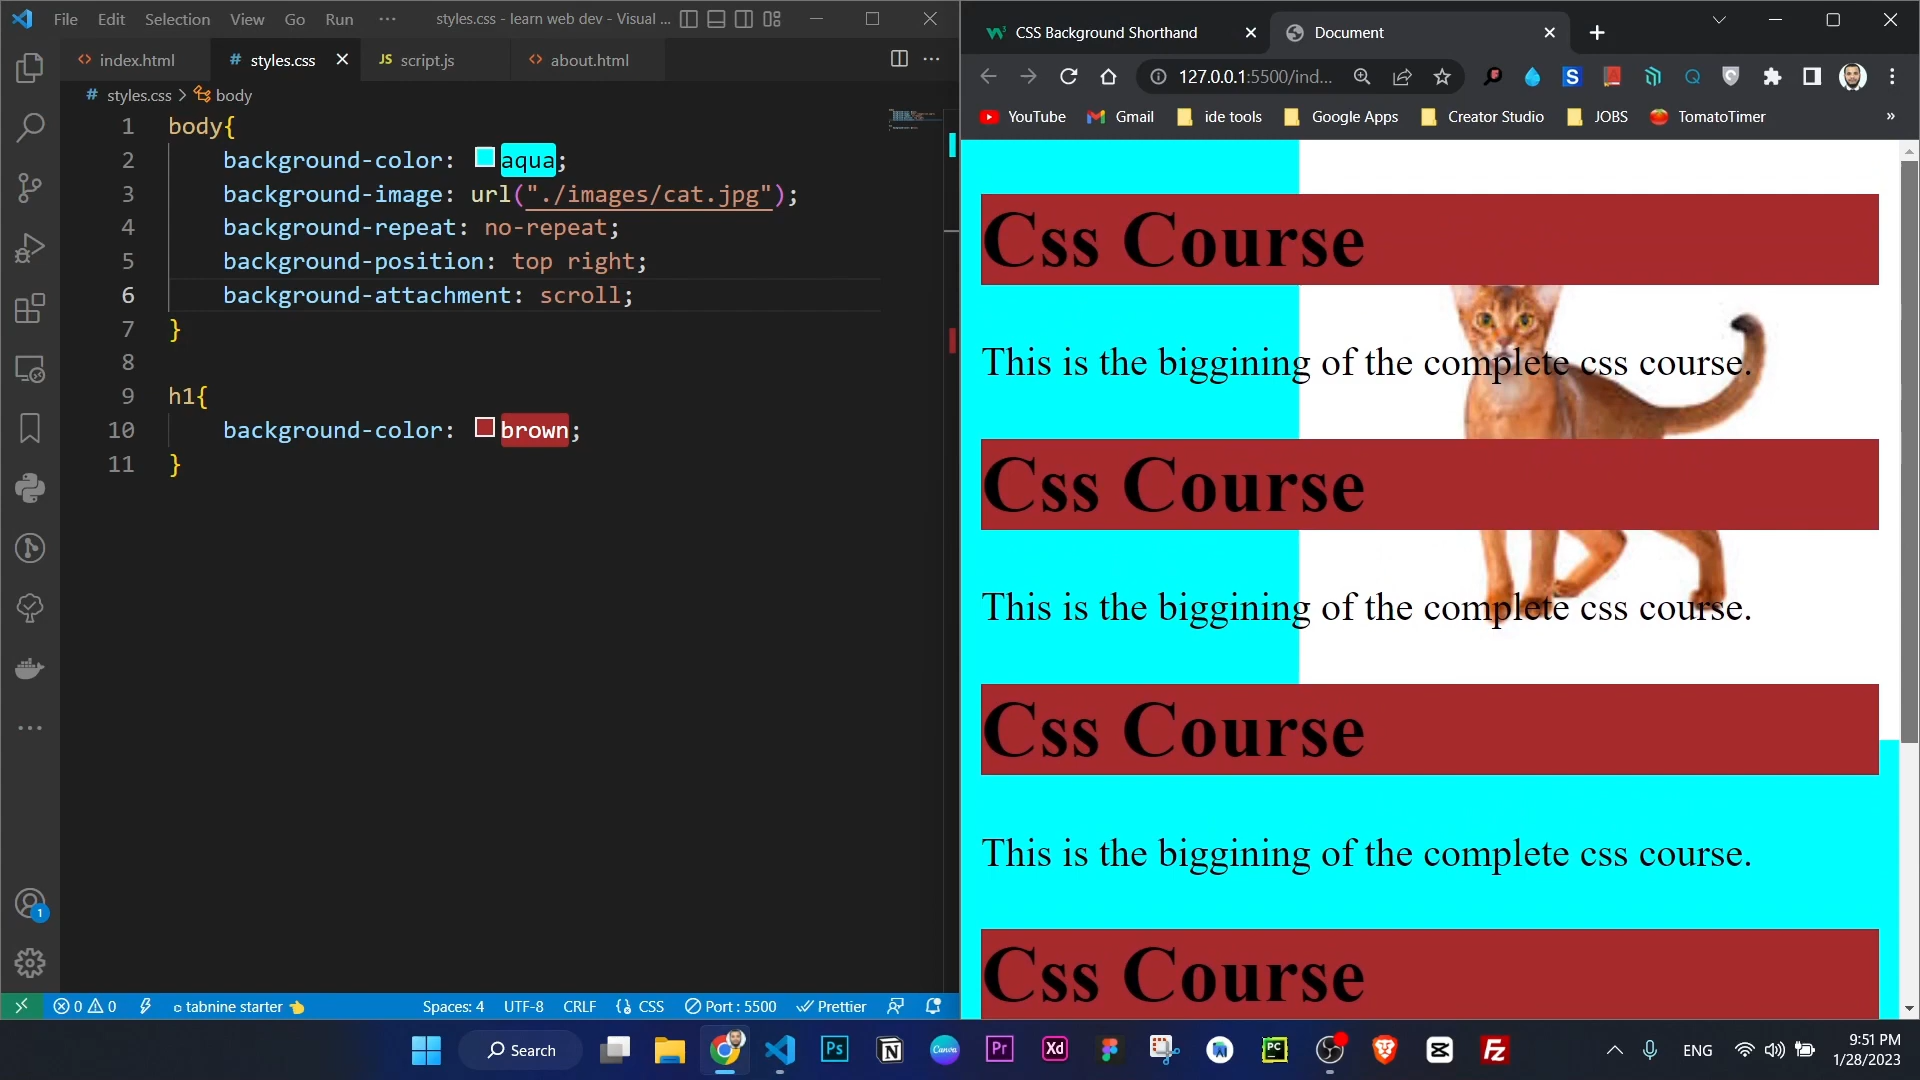 File Edit Selection View Go Run ··· styles.css - learn web dev - Visual ...
index.html # styles.css JS script.js about.html ···
# styles.css > body
1 body{
2 background-color: aqua;
3 background-image: url("./images/cat.jpg");
4 background-repeat: no-repeat;
5 background-position: top right;
6 background-attachment: scroll;
7 }
8
9 h1{
10 background-color: brown;
11 }
1
0 0 tabnine starter Spaces: 4 UTF-8 CRLF {} CSS Port : 5500 Prettier
CSS Background Shorthand Document
127.0.0.1:5500/ind...
YouTube Gmail ide tools Google Apps Creator Studio JOBS TomatoTimer »
Css Course
This is the biggining of the complete css course.
Css Course
This is the biggining of the complete css course.
Css Course
This is the biggining of the complete css course.
Css Course
Search Ps N Canva Pr Xd PC FZ ENG 9:51 PM
1/28/2023